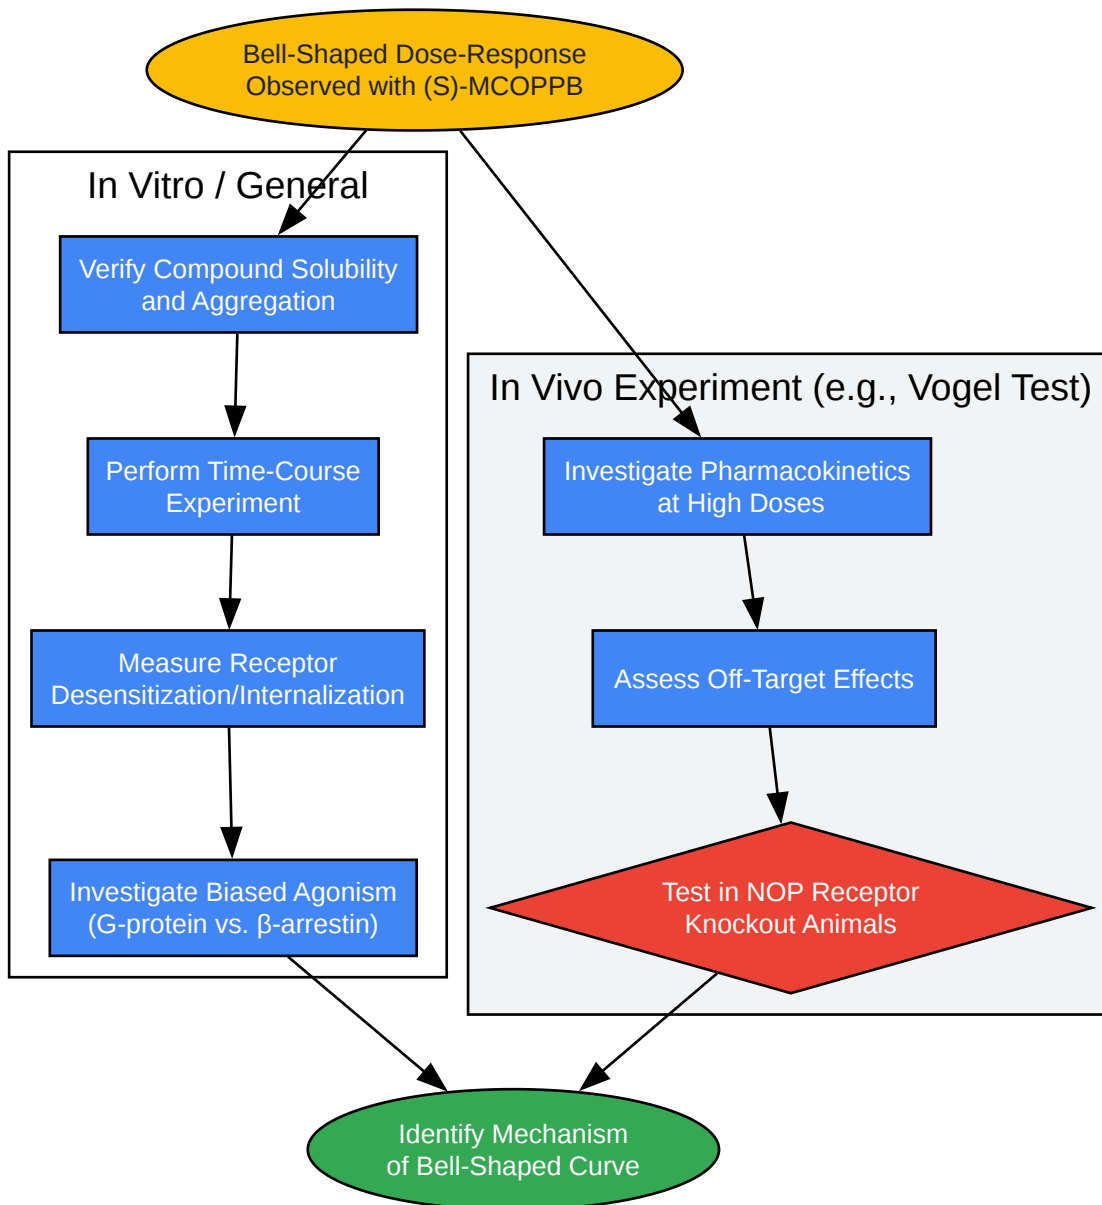 Bell-Shaped Dose-Response
Observed with (S)-MCOPPB
In Vitro / General
Verify Compound Solubility
and Aggregation
Perform Time-Course
Experiment
Measure Receptor
Desensitization/Internalization
Investigate Biased Agonism
(G-protein vs. β-arrestin)
In Vivo Experiment (e.g., Vogel Test)
Investigate Pharmacokinetics
at High Doses
Assess Off-Target Effects
Test in NOP Receptor
Knockout Animals
Identify Mechanism
of Bell-Shaped Curve